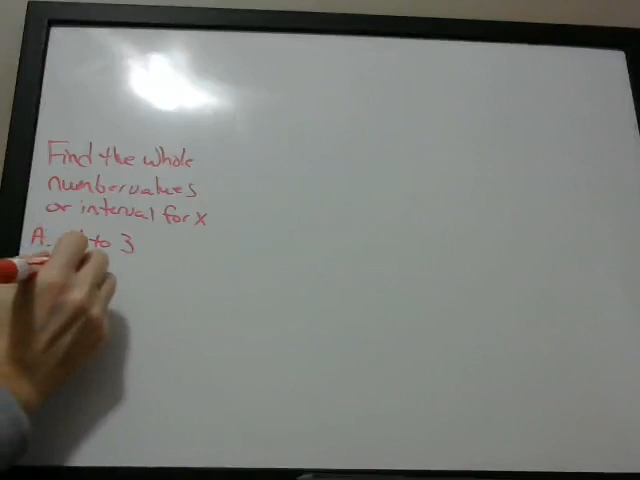 Find the whole
number values
or interval for x
A. to 3